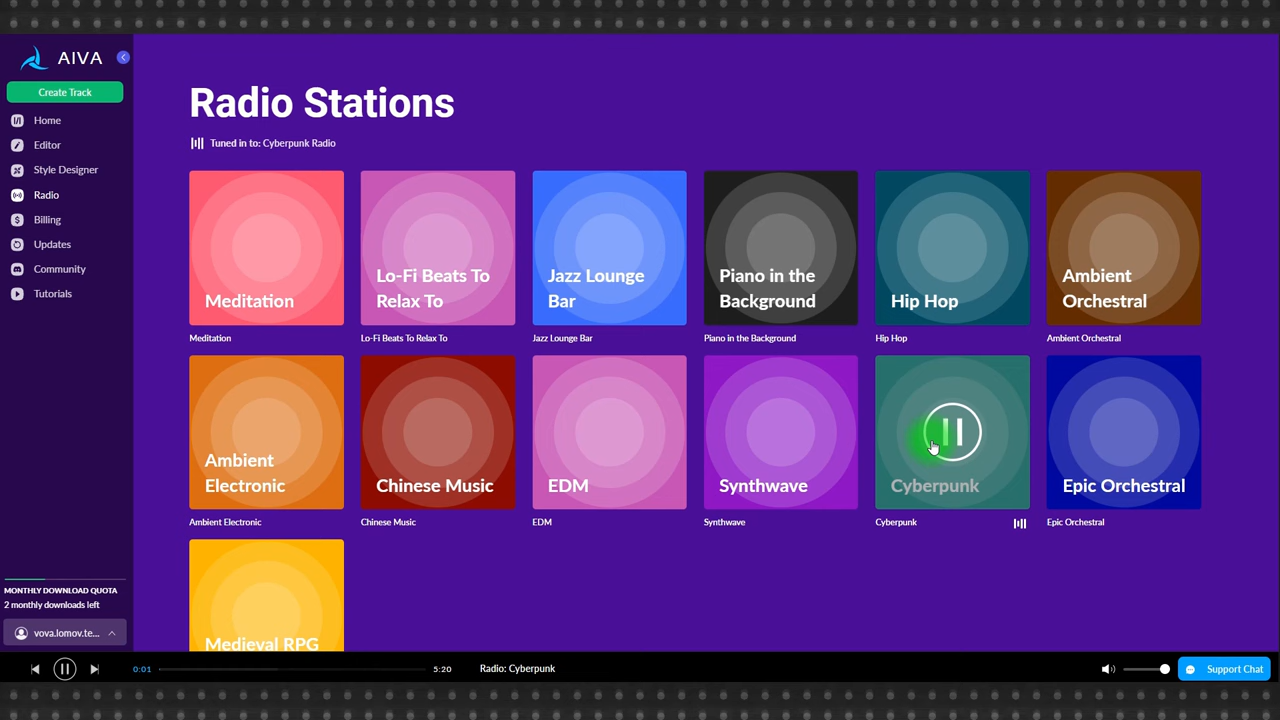 AIVA
Create Track
Home
Editor
Style Designer
Radio
Billing
Updates
Community
Tutorials
MONTHLY DOWNLOAD QUOTA
2 monthly downloads left
vova.lomov.te...
Radio Stations
Tuned in to: Cyberpunk Radio
Meditation
Lo-Fi Beats To
Relax To
Jazz Lounge
Bar
Piano in the
Background
Hip Hop
Ambient
Orchestral
Meditation
Lo-Fi Beats To Relax To
Jazz Lounge Bar
Piano in the Background
Hip Hop
Ambient Orchestral
Ambient
Electronic
Chinese Music
EDM
Synthwave
Cyberpunk
Epic Orchestral
Ambient Electronic
Chinese Music
EDM
Synthwave
Cyberpunk
Epic Orchestral
Medieval RPG
0:01
5:20
Radio: Cyberpunk
Support Chat